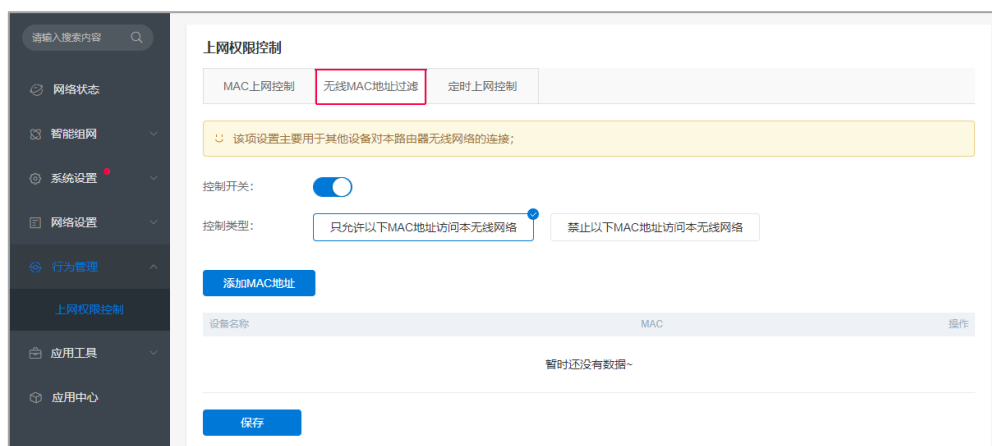 请输入搜索内容
网络状态
智能组网
系统设置
网络设置
行为管理
上网权限控制
应用工具
应用中心
上网权限控制
MAC上网控制 无线MAC地址过滤 定时上网控制
该项设置主要用于其他设备对本路由器无线网络的连接;
控制开关:
控制类型: 只允许以下MAC地址访问本无线网络 禁止以下MAC地址访问本无线网络
添加MAC地址
设备名称 MAC 操作
暂时还没有数据~
保存